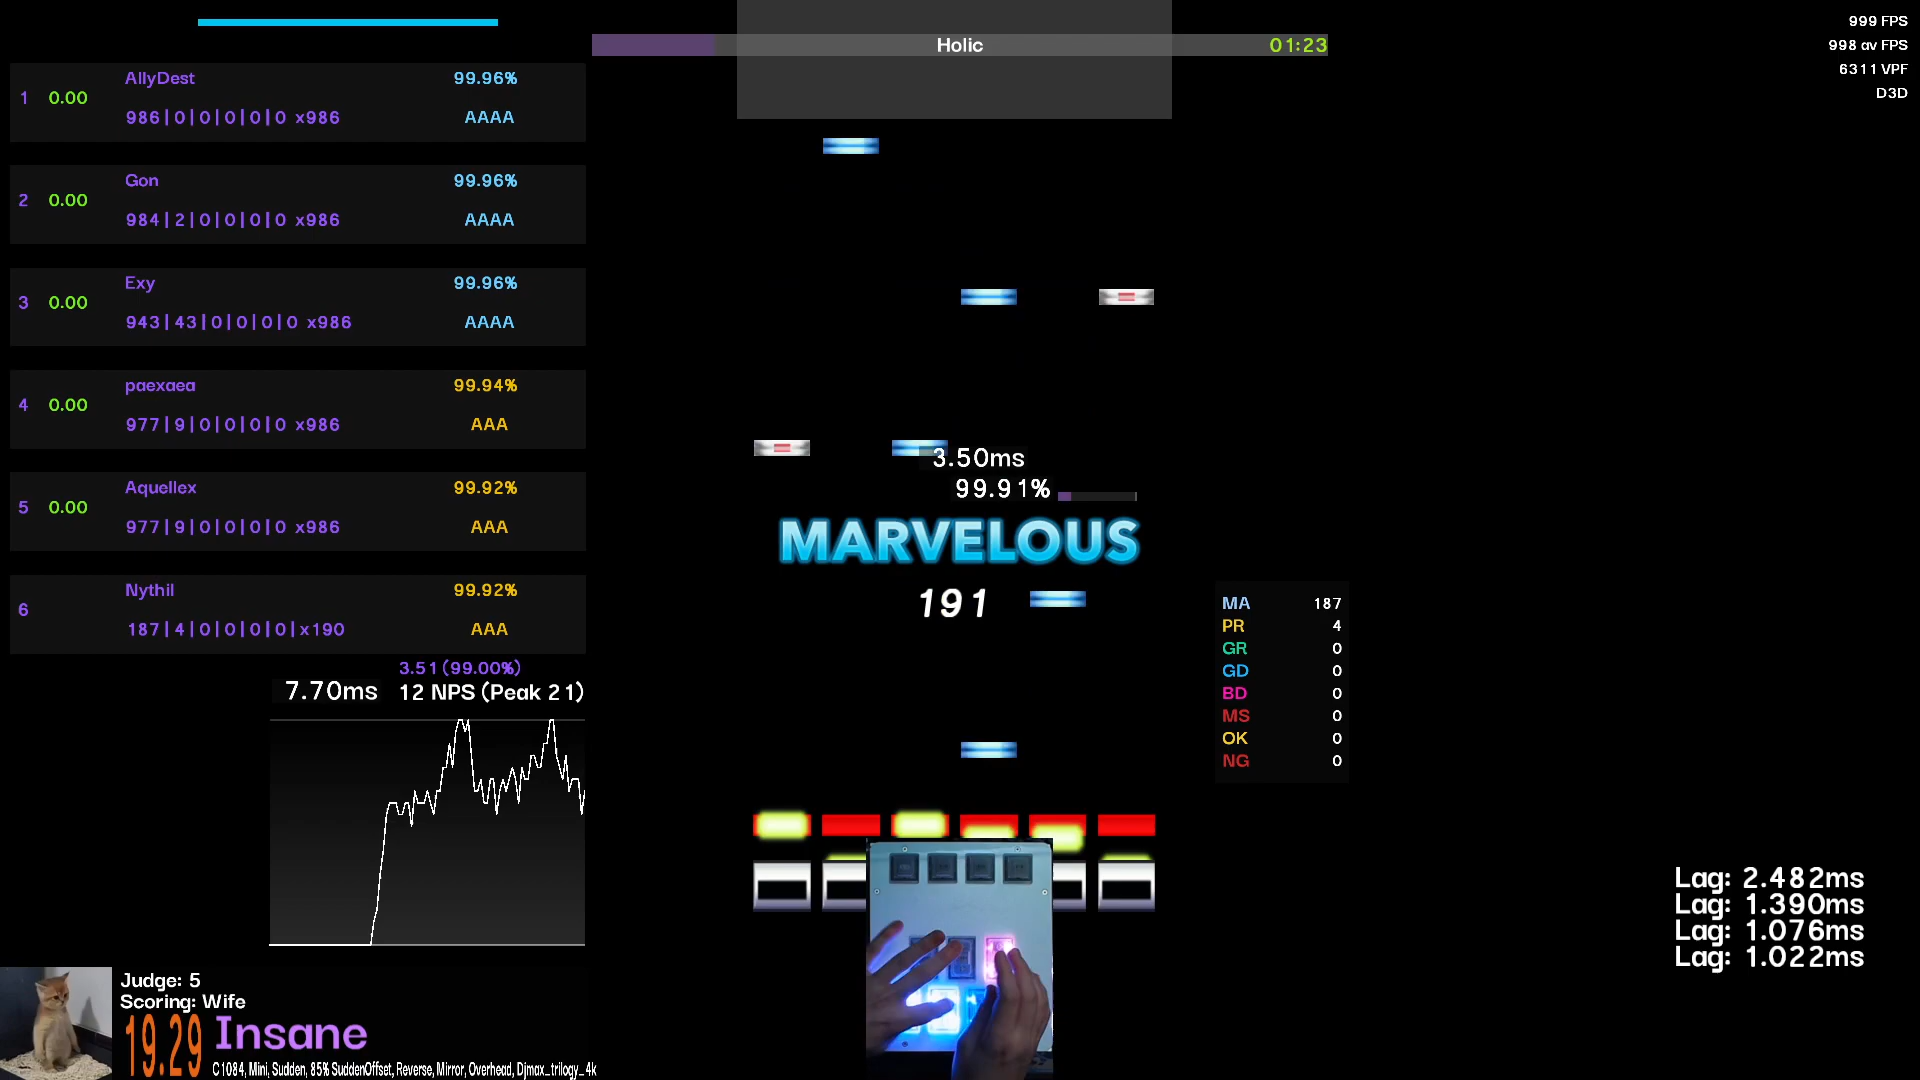 Holic
01:23
999 FPS
998 av FPS
6311 VPF
D3D
1 0.00 AllyDest 99.96%
986|0|0|0|0|0 x986 AAAA
2 0.00 Gon 99.96%
984|2|0|0|0|0 x986 AAAA
3 0.00 Exy 99.96%
943|43|0|0|0|0 x986 AAAA
4 0.00 paexaea 99.94%
977|9|0|0|0|0 x986 AAA
5 0.00 Aquellex 99.92%
977|9|0|0|0|0 x986 AAA
6 Nythil 99.92%
187|4|0|0|0|0|x190 AAA
3.51 (99.00%)
7.70ms 12 NPS (Peak 21)
3.50ms
99.91%
MARVELOUS
191
MA 187
PR 4
GR 0
GD 0
BD 0
MS 0
OK 0
NG 0
Lag: 2.482ms
Lag: 1.390ms
Lag: 1.076ms
Lag: 1.022ms
Judge: 5
Scoring: Wife
19.29 Insane
C1084, Mini, Sudden, 85% SuddenOffset, Reverse, Mirror, Overhead, Djmax_trilogy_4k